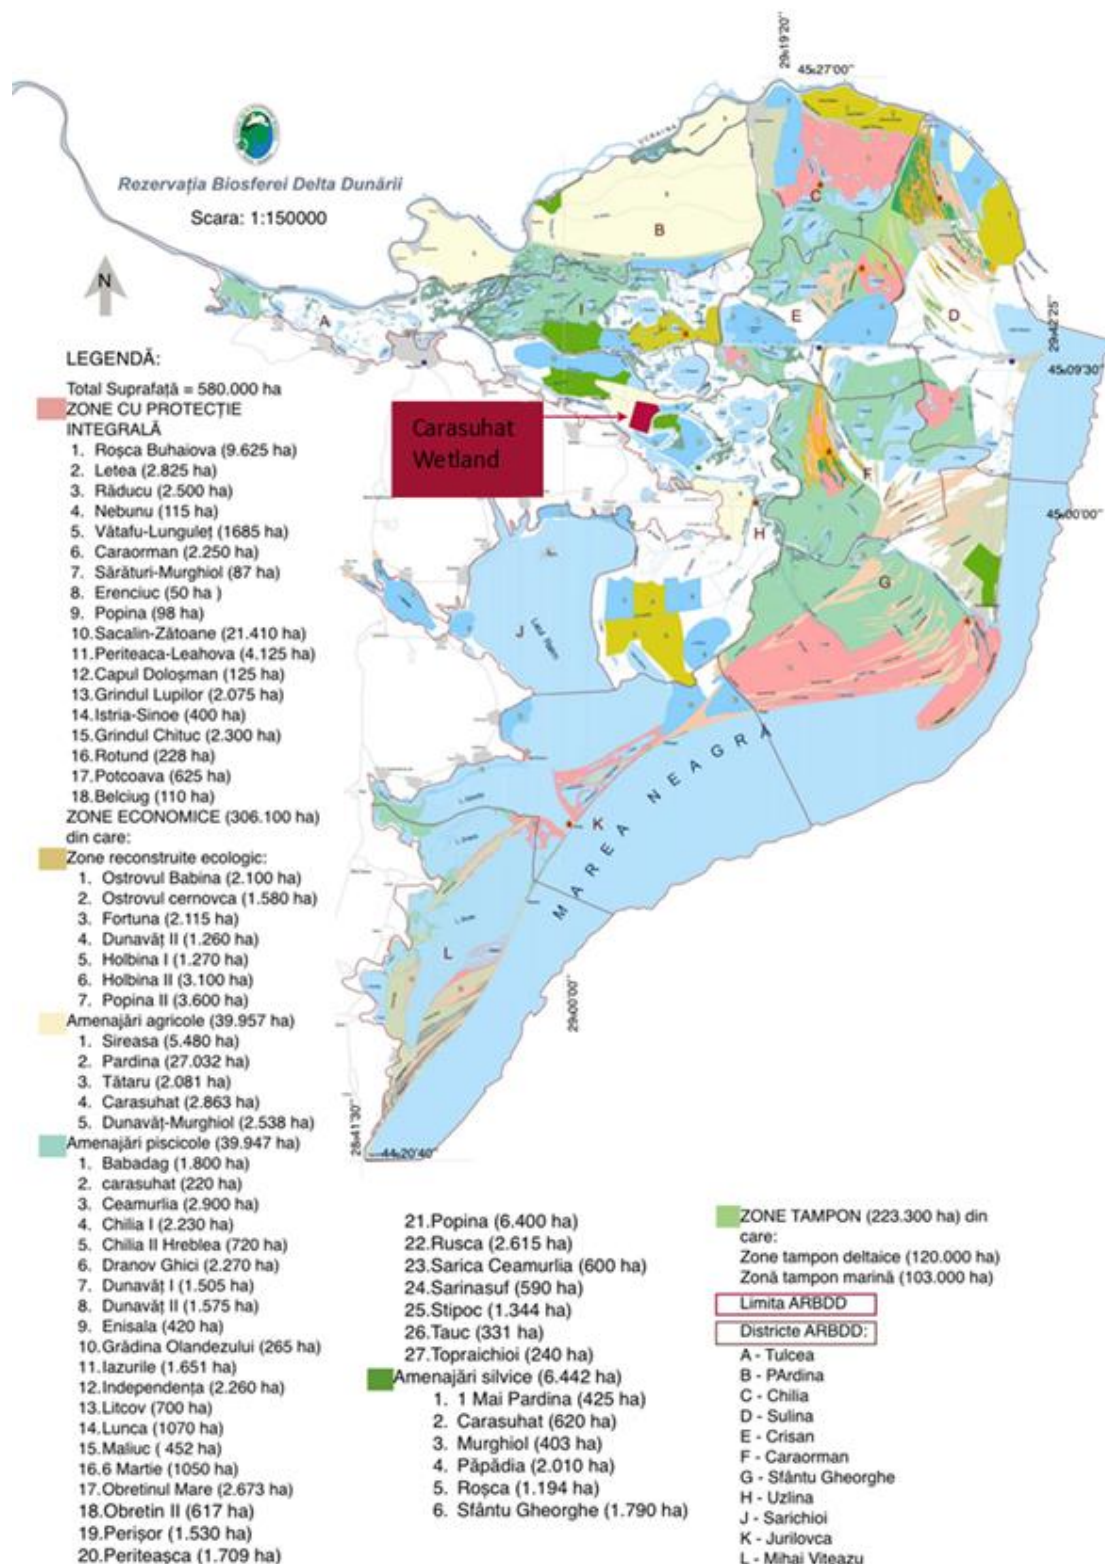 29õ19'20''
45õ27'00''
UCRAINA
Rezervația Biosferei Delta Dunării
Scara: 1:150000
N
A
B
C
D
E
F
G
H
I
J
K
L
29õ42'25''
45õ09'30''
45õ00'00''
Carasuhat
Wetland
MAREA NEAGRĂ
29õ00'00''
28õ41'30''
44õ20'40''
LEGENDĂ:
Total Suprafață = 580.000 ha
ZONE CU PROTECȚIE
INTEGRALĂ
1. Roșca Buhaiova (9.625 ha)
2. Letea (2.825 ha)
3. Răducu (2.500 ha)
4. Nebunu (115 ha)
5. Vătafu-Lunguleț (1685 ha)
6. Caraorman (2.250 ha)
7. Sărături-Murghiol (87 ha)
8. Erenciuc (50 ha )
9. Popina (98 ha)
10.Sacalin-Zătoane (21.410 ha)
11.Periteaca-Leahova (4.125 ha)
12.Capul Doloșman (125 ha)
13.Grindul Lupilor (2.075 ha)
14.Istria-Sinoe (400 ha)
15.Grindul Chituc (2.300 ha)
16.Rotund (228 ha)
17.Potcoava (625 ha)
18.Belciug (110 ha)
ZONE ECONOMICE (306.100 ha)
din care:
Zone reconstruite ecologic:
1. Ostrovul Babina (2.100 ha)
2. Ostrovul cernovca (1.580 ha)
3. Fortuna (2.115 ha)
4. Dunavăț II (1.260 ha)
5. Holbina I (1.270 ha)
6. Holbina II (3.100 ha)
7. Popina II (3.600 ha)
Amenajări agricole (39.957 ha)
1. Sireasa (5.480 ha)
2. Pardina (27.032 ha)
3. Tătaru (2.081 ha)
4. Carasuhat (2.863 ha)
5. Dunavăț-Murghiol (2.538 ha)
Amenajări piscicole (39.947 ha)
1. Babadag (1.800 ha)
2. carasuhat (220 ha)
3. Ceamurlia (2.900 ha)
4. Chilia I (2.230 ha)
5. Chilia II Hreblea (720 ha)
6. Dranov Ghici (2.270 ha)
7. Dunavăț I (1.505 ha)
8. Dunavăț II (1.575 ha)
9. Enisala (420 ha)
10.Grădina Olandezului (265 ha)
11.Iazurile (1.651 ha)
12.Independența (2.260 ha)
13.Litcov (700 ha)
14.Lunca (1070 ha)
15.Maliuc ( 452 ha)
16.6 Martie (1050 ha)
17.Obretinul Mare (2.673 ha)
18.Obretin II (617 ha)
19.Perișor (1.530 ha)
20.Periteașca (1.709 ha)
21.Popina (6.400 ha)
22.Rusca (2.615 ha)
23.Sarica Ceamurlia (600 ha)
24.Sarinasuf (590 ha)
25.Stipoc (1.344 ha)
26.Tauc (331 ha)
27.Topraichioi (240 ha)
Amenajări silvice (6.442 ha)
1. 1 Mai Pardina (425 ha)
2. Carasuhat (620 ha)
3. Murghiol (403 ha)
4. Păpădia (2.010 ha)
5. Roșca (1.194 ha)
6. Sfântu Gheorghe (1.790 ha)
ZONE TAMPON (223.300 ha) din
care:
Zone tampon deltaice (120.000 ha)
Zonă tampon marină (103.000 ha)
Limita ARBDD
Districte ARBDD:
A - Tulcea
B - PArdina
C - Chilia
D - Sulina
E - Crisan
F - Caraorman
G - Sfântu Gheorghe
H - Uzlina
J - Sarichioi
K - Jurilovca
L - Mihai Viteazu